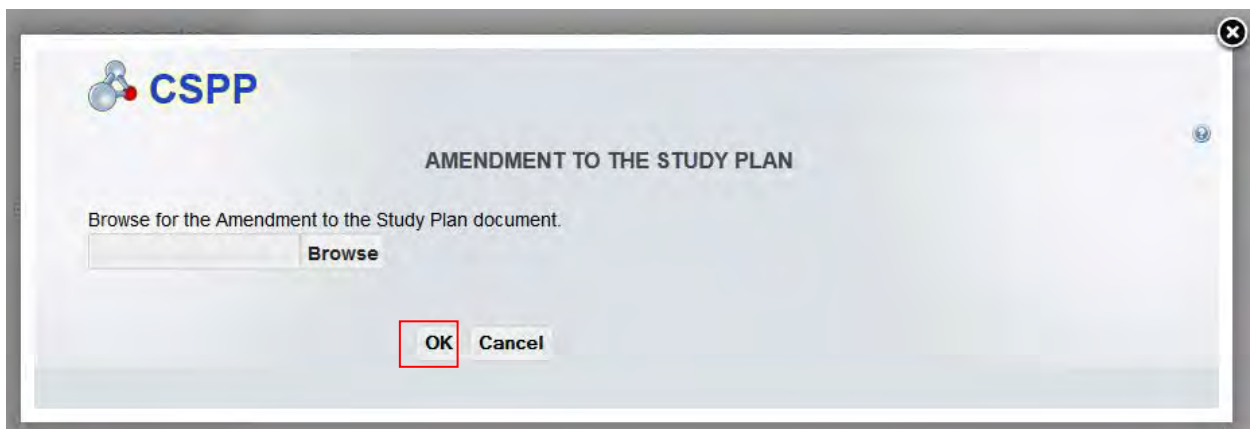 CSPP
AMENDMENT TO THE STUDY PLAN
Browse for the Amendment to the Study Plan document.
Browse
OK Cancel